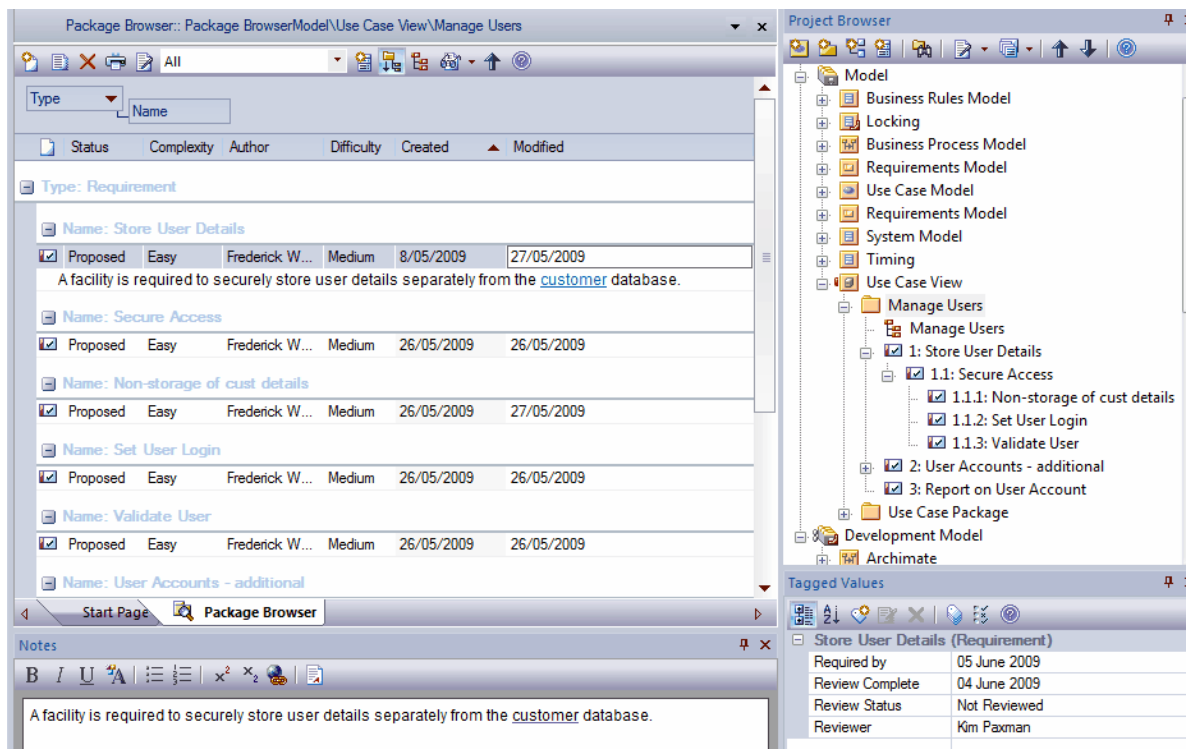 Package Browser:: Package BrowserModel\Use Case View\Manage Users
All
Type
Name
Status Complexity Author Difficulty Created Modified
Type: Requirement
Name: Store User Details
Proposed Easy Frederick W... Medium 8/05/2009 27/05/2009
A facility is required to securely store user details separately from the customer database.
Name: Secure Access
Proposed Easy Frederick W... Medium 26/05/2009 26/05/2009
Name: Non-storage of cust details
Proposed Easy Frederick W... Medium 26/05/2009 27/05/2009
Name: Set User Login
Proposed Easy Frederick W... Medium 26/05/2009 26/05/2009
Name: Validate User
Proposed Easy Frederick W... Medium 26/05/2009 26/05/2009
Name: User Accounts - additional
Start Page Package Browser
Notes
B I U A x² x₂
A facility is required to securely store user details separately from the customer database.
Project Browser
Model
Business Rules Model
Locking
Business Process Model
Requirements Model
Use Case Model
Requirements Model
System Model
Timing
Use Case View
Manage Users
Manage Users
1: Store User Details
1.1: Secure Access
1.1.1: Non-storage of cust details
1.1.2: Set User Login
1.1.3: Validate User
2: User Accounts - additional
3: Report on User Account
Use Case Package
Development Model
Archimate
Tagged Values
Store User Details (Requirement)
Required by 05 June 2009
Review Complete 04 June 2009
Review Status Not Reviewed
Reviewer Kim Paxman